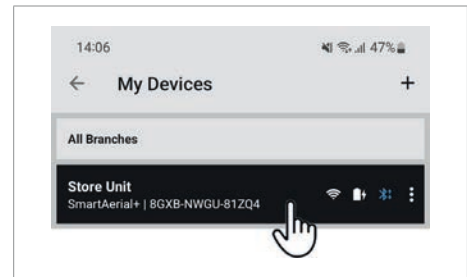 14:06 47%
My Devices
All Branches
Store Unit
SmartAerial+ | 8GXB-NWGU-81ZQ4